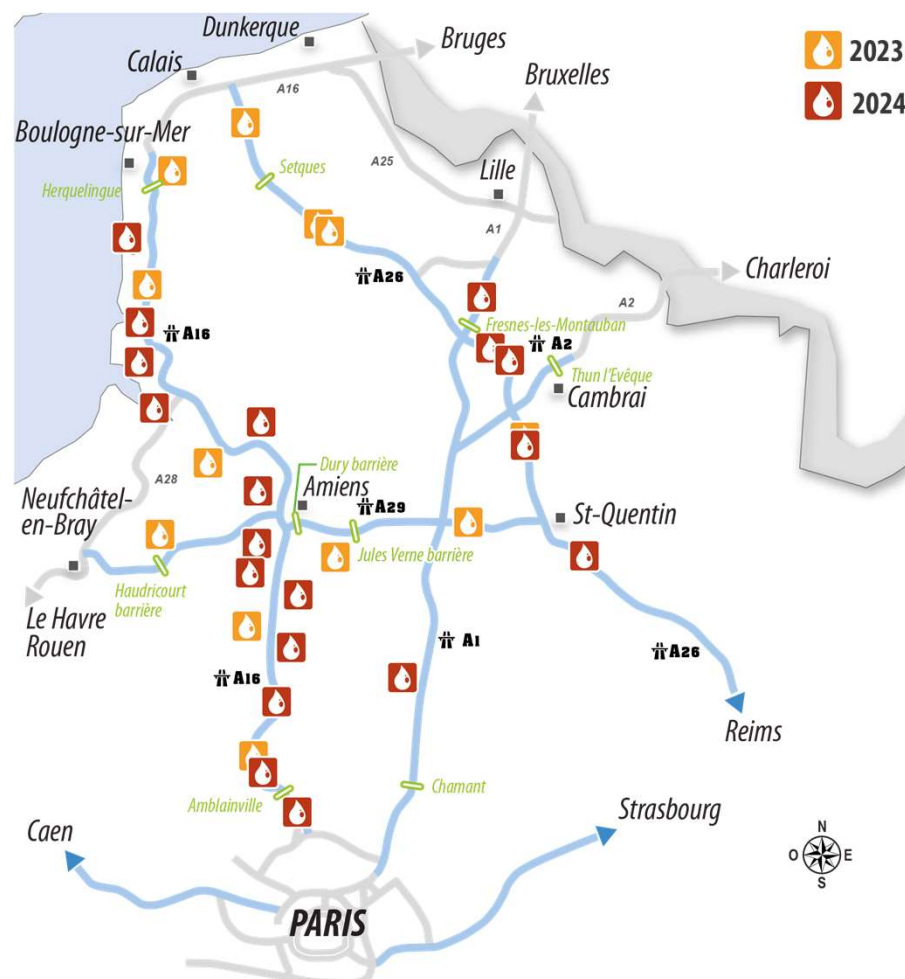 Dunkerque
Bruges
2023
Calais
Bruxelles
A16
2024
Boulogne-sur-Mer
A25
Lille
Setques
Herquelingue
A1
A26
Charleroi
A2
Fresnes-les-Montauban
A16
A2
Thun l'Evêque
Cambrai
Dury barrière
A28
Amiens
Neufchâtel-
en-Bray
A29
St-Quentin
Jules Verne barrière
Haudricourt
barrière
Le Havre
Rouen
A1
A26
A16
Reims
Chamant
Amblainville
Strasbourg
Caen
N
O
E
S
PARIS